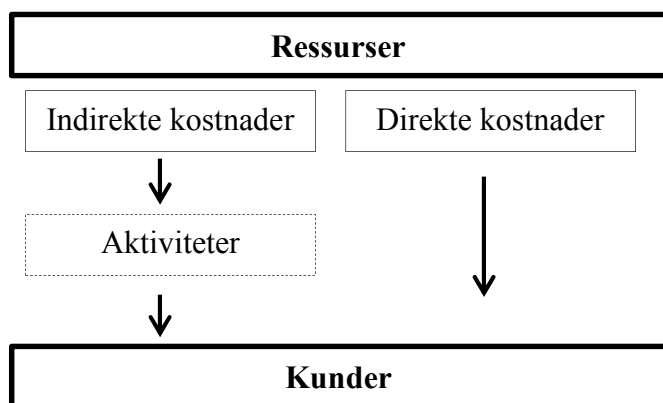 Ressurser
Indirekte kostnader
Direkte kostnader
Aktiviteter
Kunder